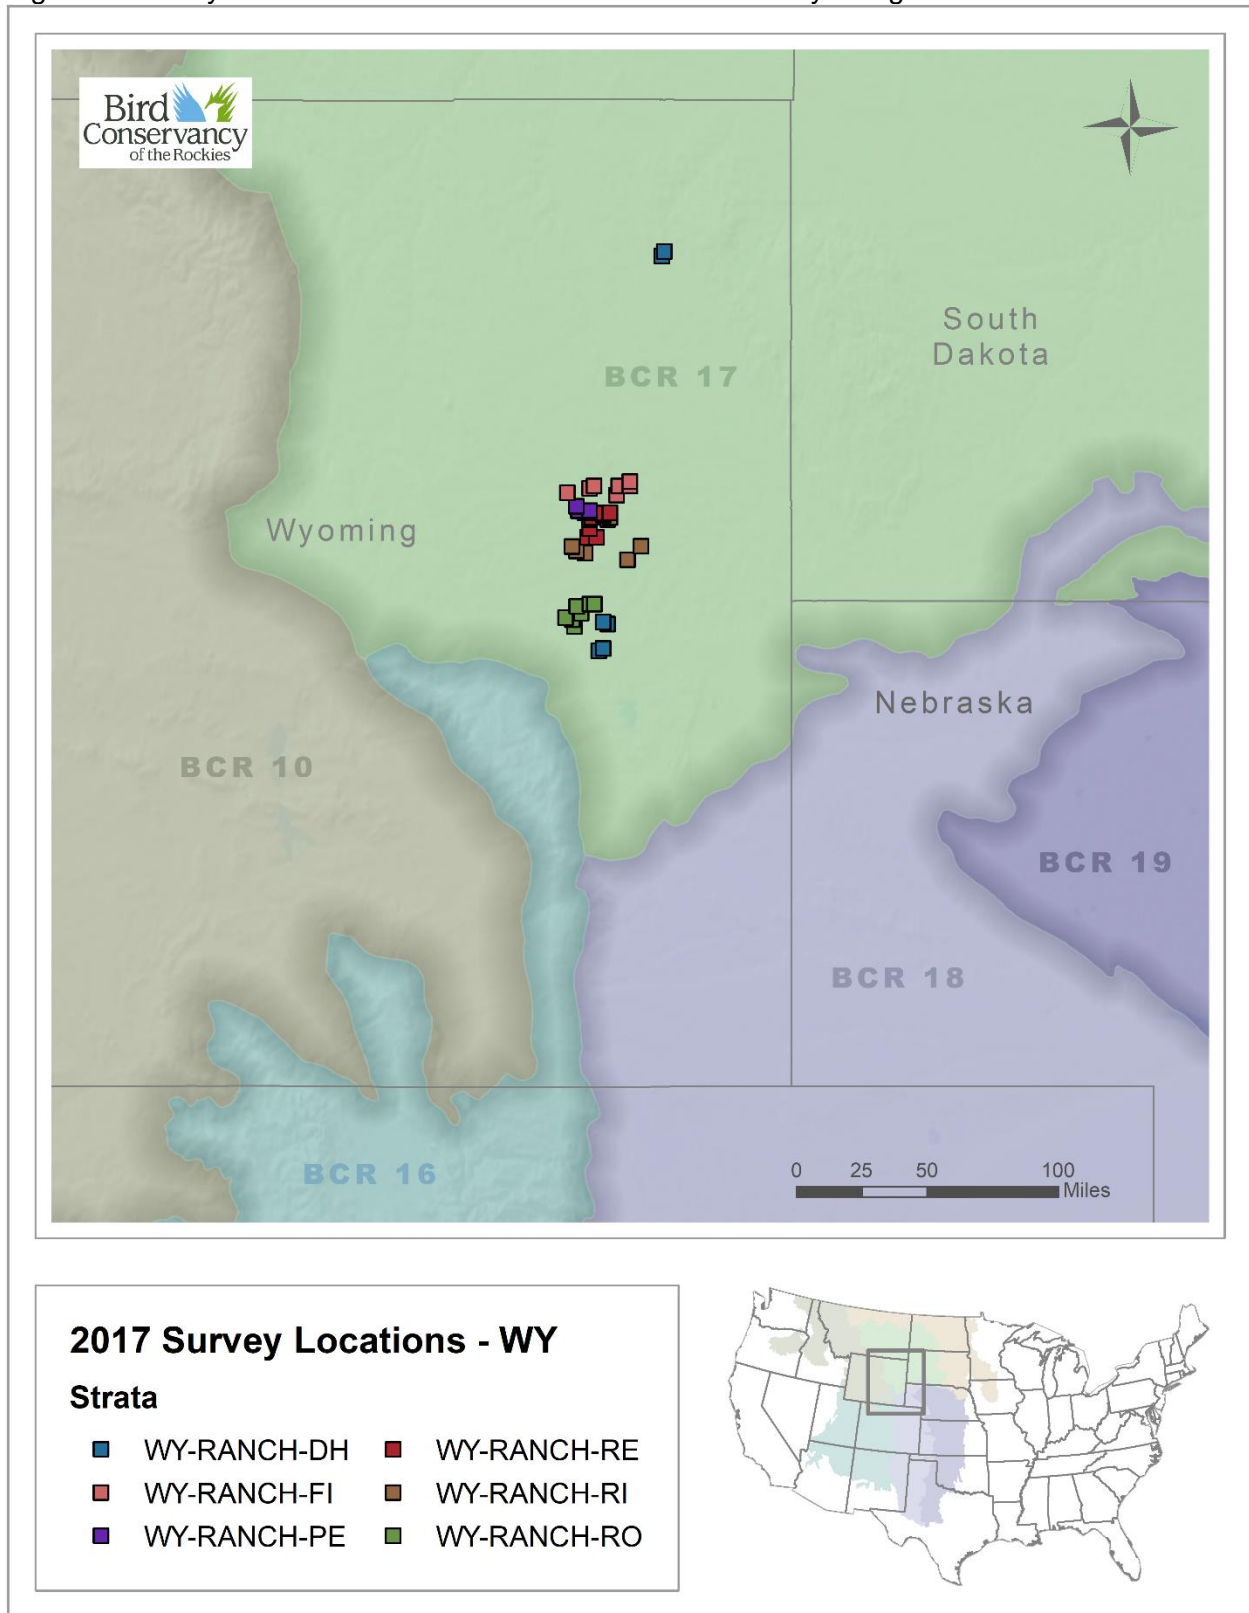 Bird
Conservancy
of the Rockies
South
Dakota
BCR 17
Wyoming
Nebraska
BCR 10
BCR 19
BCR 18
BCR 16
0 25 50 100
Miles
2017 Survey Locations - WY
Strata
WY-RANCH-DH WY-RANCH-RE
WY-RANCH-FI WY-RANCH-RI
WY-RANCH-PE WY-RANCH-RO